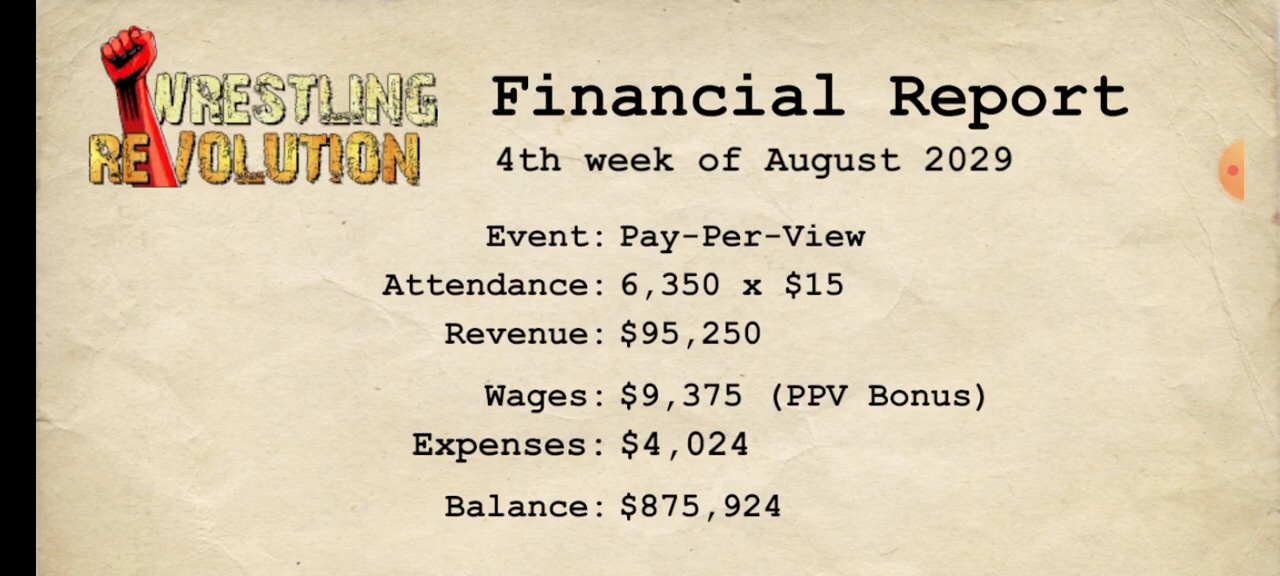 WRESTLING
REVOLUTION
Financial Report
4th week of August 2029
Event: Pay-Per-View
Attendance: 6,350 x $15
Revenue: $95,250
Wages: $9,375 (PPV Bonus)
Expenses: $4,024
Balance: $875,924